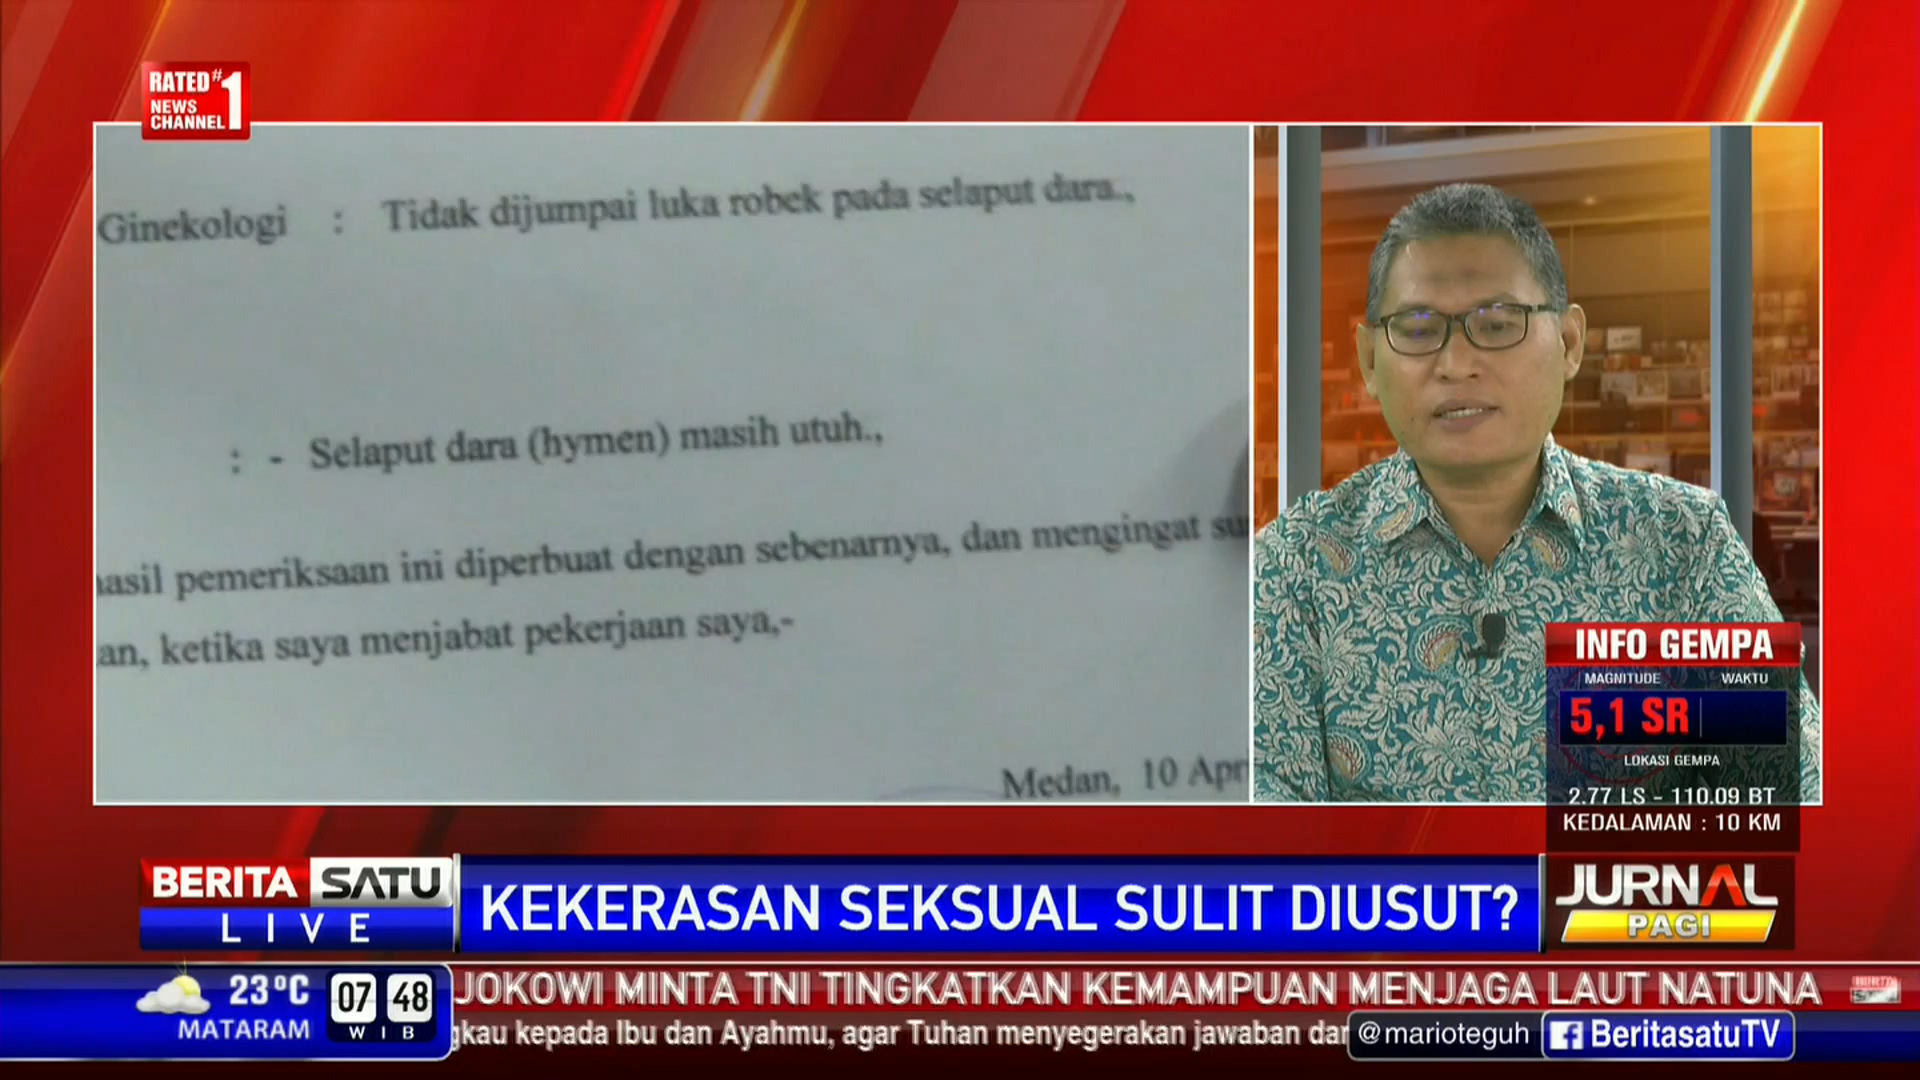 RATED #1
NEWS
CHANNEL
Ginekologi : Tidak dijumpai luka robek pada selaput dara.,
: - Selaput dara (hymen) masih utuh.,
hasil pemeriksaan ini diperbuat dengan sebenarnya, dan mengingat su
an, ketika saya menjabat pekerjaan saya,-
Medan, 10 Apr
INFO GEMPA
MAGNITUDE WAKTU
5,1 SR
LOKASI GEMPA
2.77 LS - 110.09 BT
KEDALAMAN : 10 KM
BERITA SATU
LIVE
KEKERASAN SEKSUAL SULIT DIUSUT?
JURNAL
PAGI
23°C
MATARAM
07 48
WIB
JOKOWI MINTA TNI TINGKATKAN KEMAMPUAN MENJAGA LAUT NATUNA
gkau kepada Ibu dan Ayahmu, agar Tuhan menyegerakan jawaban dar
@marioteguh
BeritasatuTV